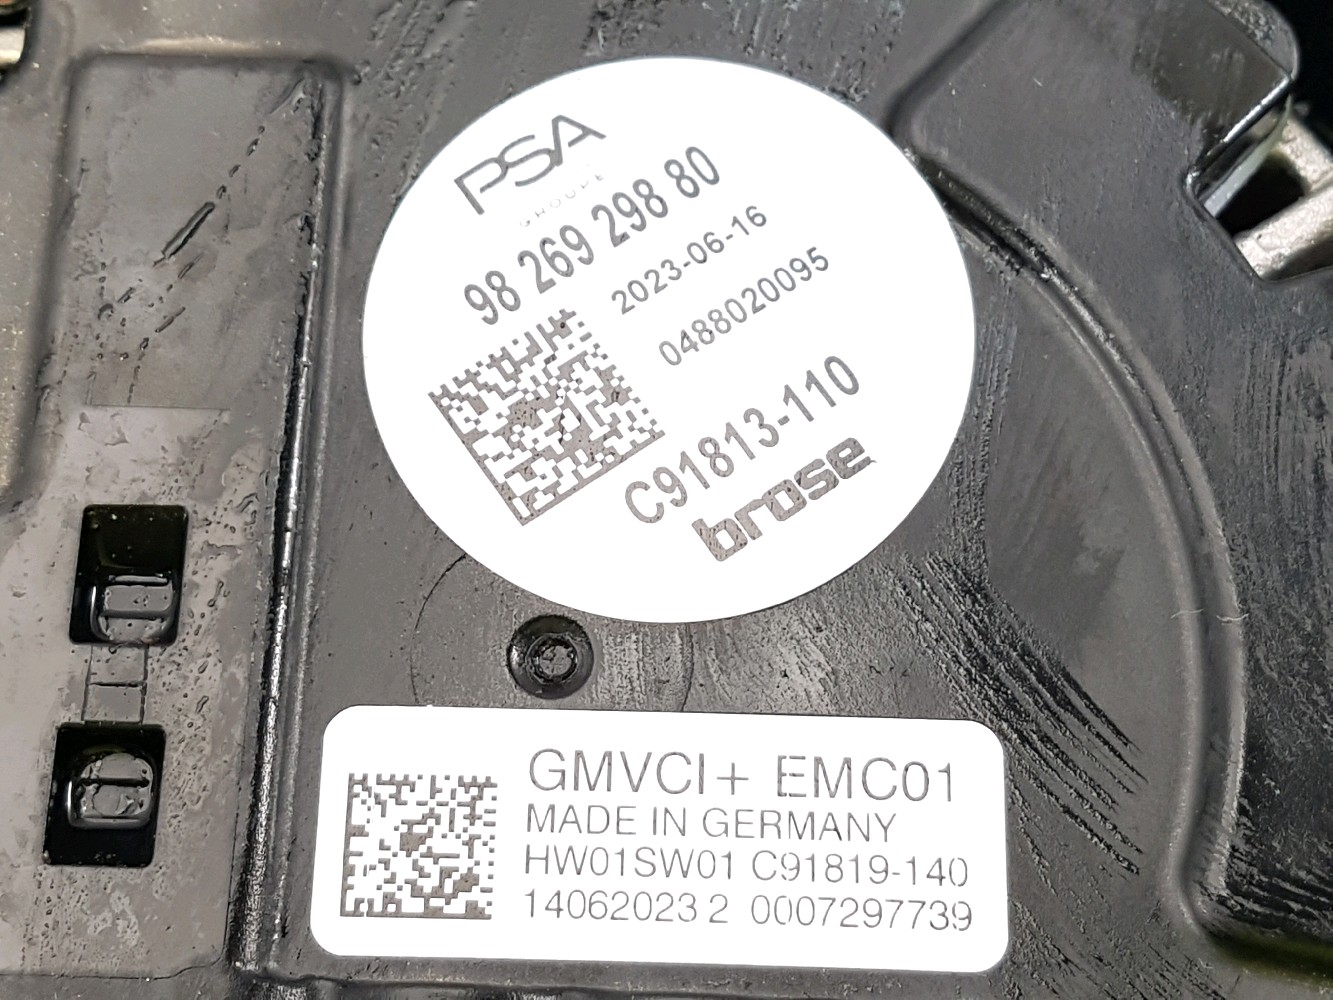 PSA
GROUPE
98 269 298 80
2023-06-16
0488020095
C91813-110
brose
GMVCI+ EMC01
MADE IN GERMANY
HW01SW01 C91819-140
14062023 2 0007297739